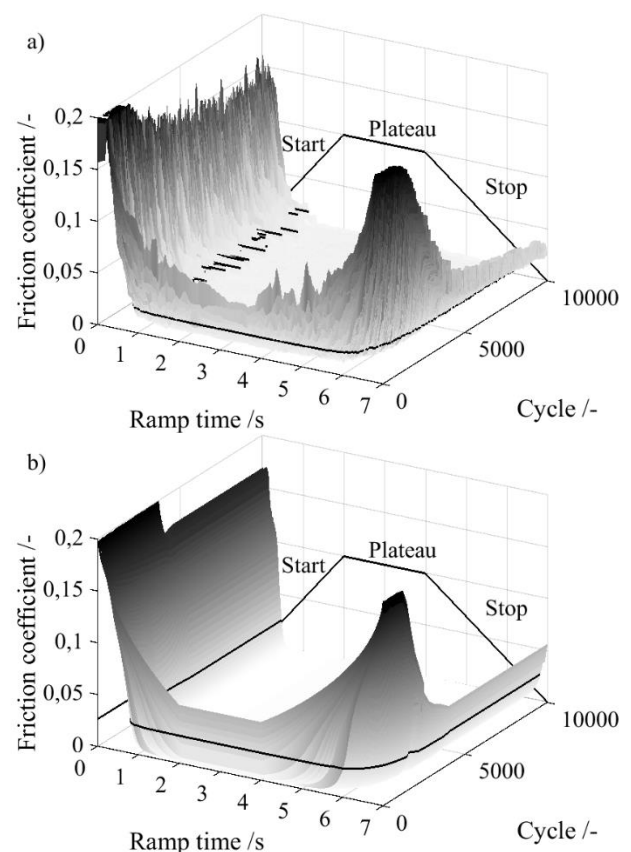 a)
0,2
Start
Plateau
0,15
Stop
0,1
0,05
0
10000
5000
0
0
1
2
3
4
5
6
7
Friction coefficient /-
Ramp time /s
Cycle /-
b)
0,2
Start
Plateau
0,15
Stop
0,1
0,05
0
10000
5000
0
0
1
2
3
4
5
6
7
Friction coefficient /-
Ramp time /s
Cycle /-